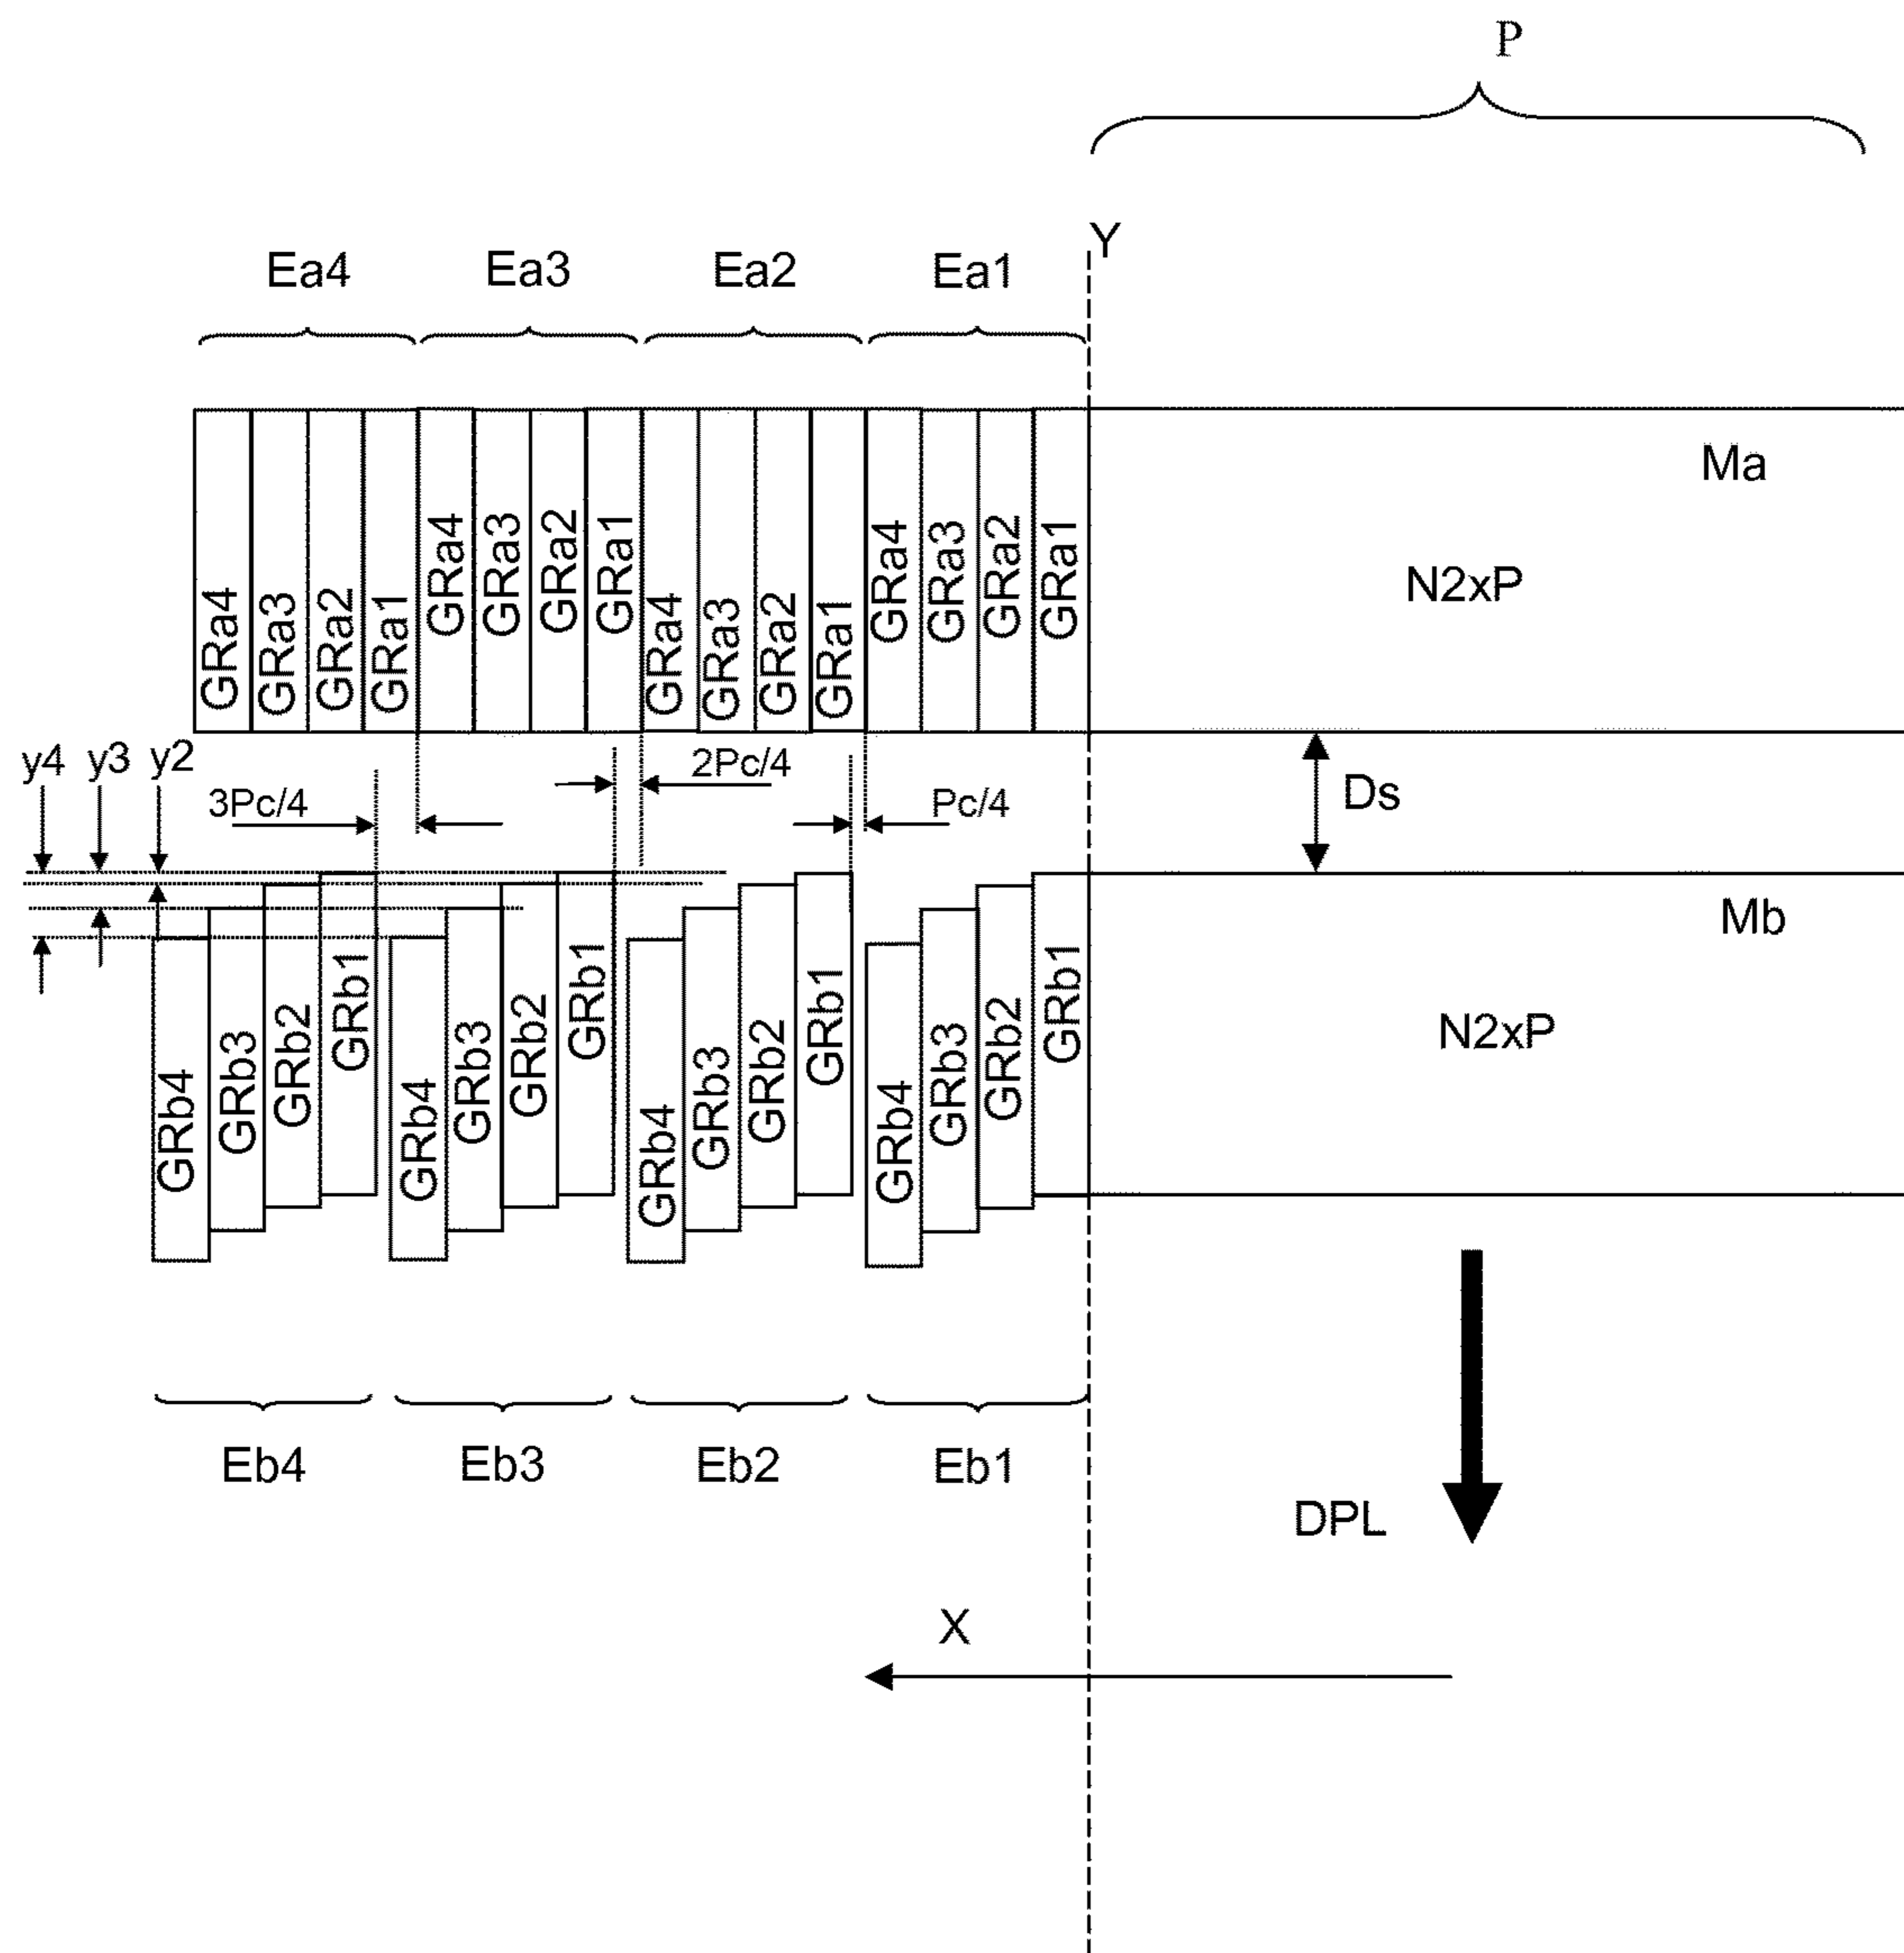 P
Y
Ea4 Ea3 Ea2 Ea1
Ma
GRa4 GRa3 GRa2 GRa1 GRa4 GRa3 GRa2 GRa1 GRa4 GRa3 GRa2 GRa1 GRa4 GRa3 GRa2 GRa1
N2xP
y4 y3 y2
3Pc/4 2Pc/4 Pc/4
Ds
Mb
GRb4 GRb3 GRb2 GRb1 GRb4 GRb3 GRb2 GRb1 GRb4 GRb3 GRb2 GRb1 GRb4 GRb3 GRb2 GRb1
N2xP
Eb4 Eb3 Eb2 Eb1
DPL
X